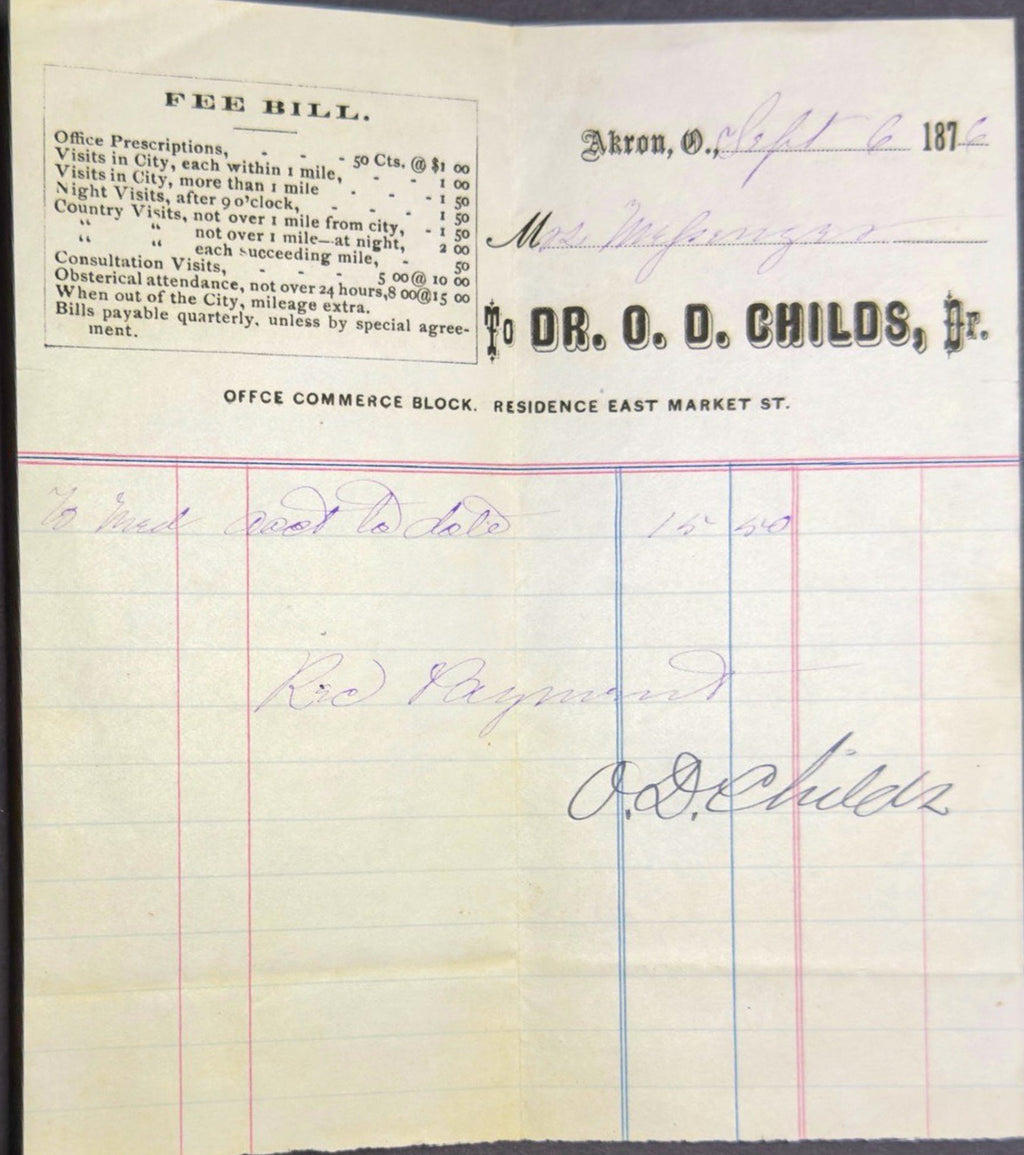 FEE BILL.
Office Prescriptions, - - - 50 Cts. @ $1 00
Visits in City, each within 1 mile, - - 1 00
Visits in City, more than 1 mile - - - 1 50
Night Visits, after 9 o'clock, - - - 1 50
Country Visits, not over 1 mile from city, - 1 50
“ “ not over 1 mile—at night, 2 00
“ “ each succeeding mile, - 50
Consultation Visits, - - - 5 00 @ 10 00
Obsterical attendance, not over 24 hours, 8 00@15 00
When out of the City, mileage extra.
Bills payable quarterly, unless by special agree-
ment.
Akron, O., Sept 6 1876
Messenger
To DR. O. D. CHILDS, Dr.
OFFCE COMMERCE BLOCK. RESIDENCE EAST MARKET ST.
To Med acct to date 15 50
Rec Payment
O. D. Childs